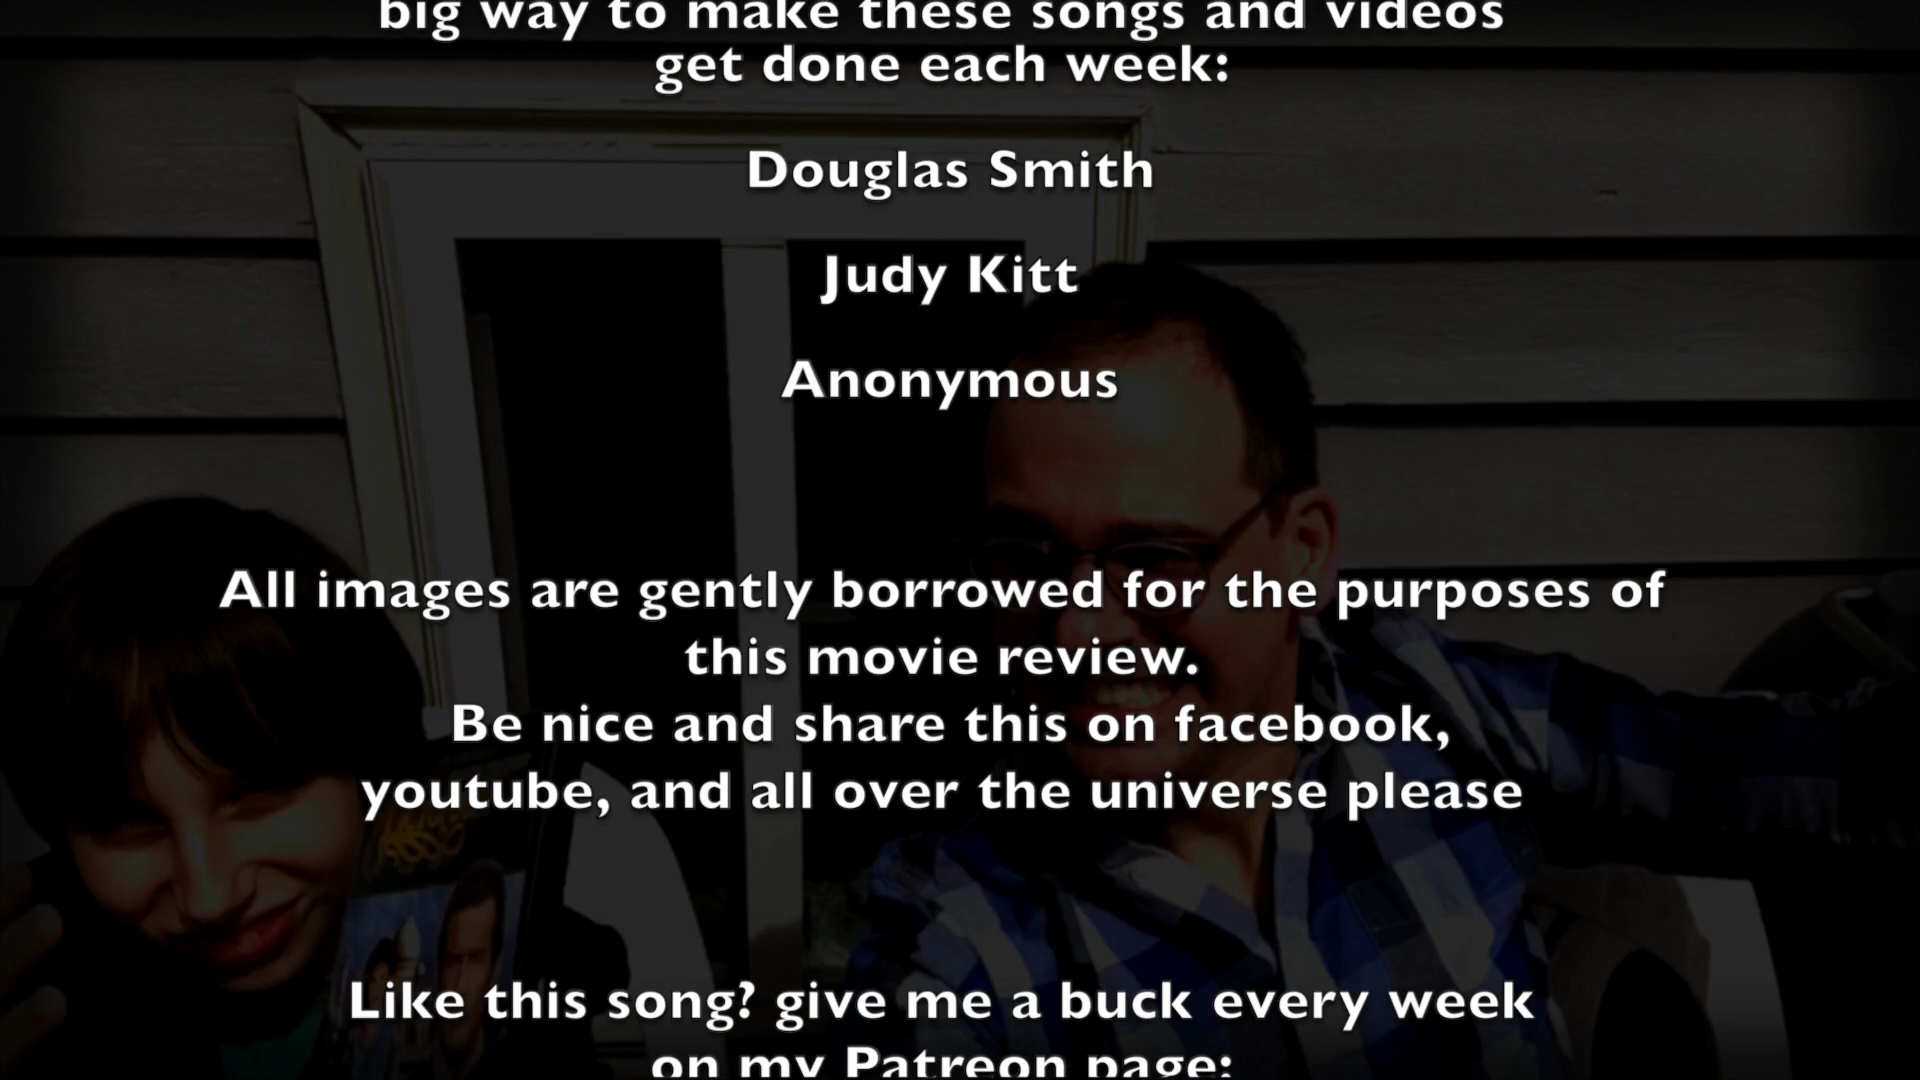 big way to make these songs and videos
get done each week:
Douglas Smith
Judy Kitt
Anonymous
All images are gently borrowed for the purposes of
this movie review.
Be nice and share this on facebook,
youtube, and all over the universe please
Like this song? give me a buck every week
on my Patreon page: